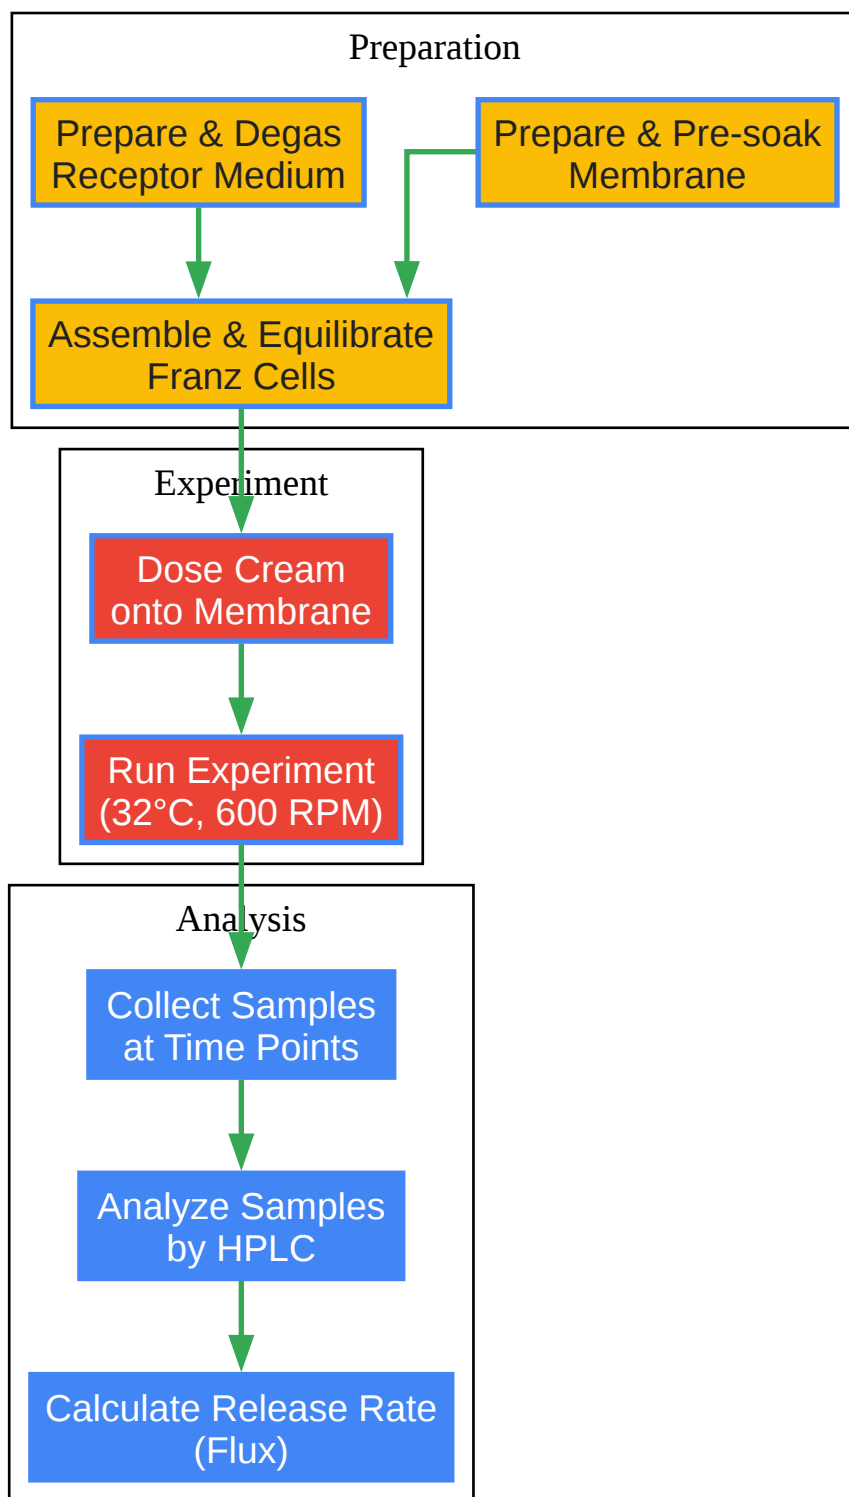 Preparation
Prepare & Degas
Receptor Medium
Prepare & Pre-soak
Membrane
Assemble & Equilibrate
Franz Cells
Experiment
Dose Cream
onto Membrane
Run Experiment
(32°C, 600 RPM)
Analysis
Collect Samples
at Time Points
Analyze Samples
by HPLC
Calculate Release Rate
(Flux)